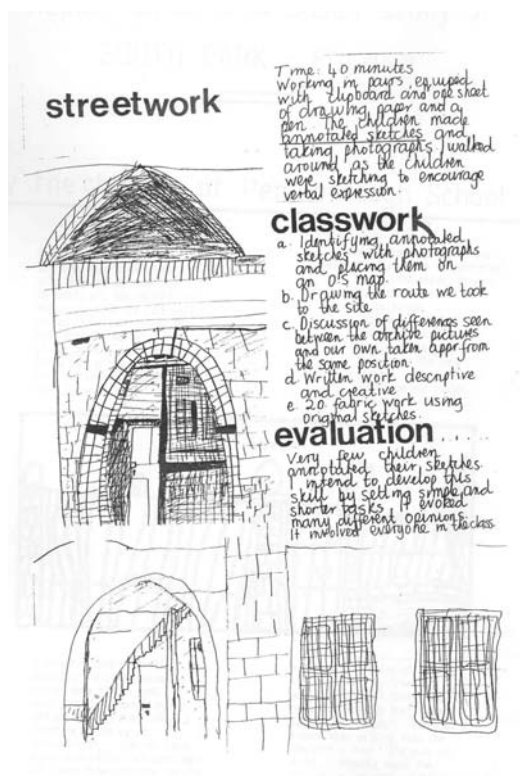 streetwork
Time: 40 minutes
Working in pairs, equiped
with clipboard and one sheet
of drawing paper and a
pen. The children made
annotated sketches and
taking photographs. I walked
around as the children
were sketching to encourage
verbal expression.
classwork
a. Identifying annotated
sketches with photographs
and placing them on
an O.S map.
b. Drawing the route we took
to the site
c. Discussion of differences seen
between the archive pictures
and our own taken appr. from
the same position.
d Written work descriptive
and creative
e. 2D fabric work using
original sketches.
evaluation.....
Very few children
annotated their sketches.
I intend to develop this
skill by setting simple and
shorter tasks. It evoked
many different opinions.
It involved everyone in the class